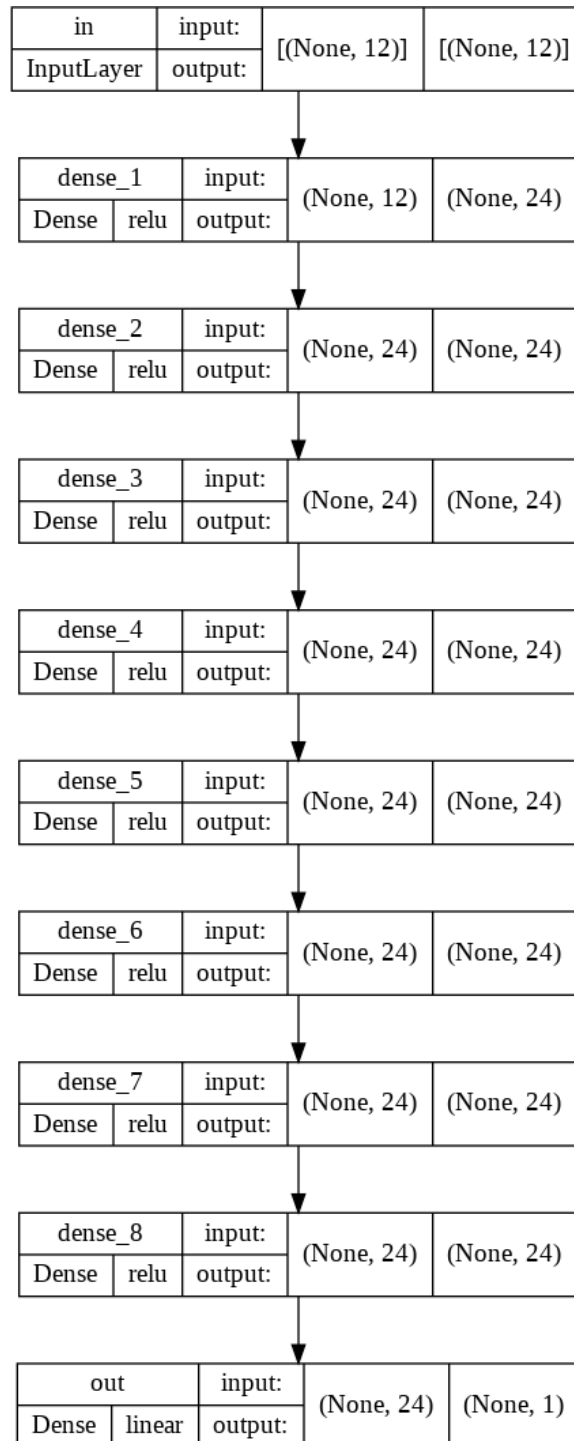 in input: [(None, 12)] [(None, 12)]
InputLayer output:
dense_1 input: (None, 12) (None, 24)
Dense relu output:
dense_2 input: (None, 24) (None, 24)
Dense relu output:
dense_3 input: (None, 24) (None, 24)
Dense relu output:
dense_4 input: (None, 24) (None, 24)
Dense relu output:
dense_5 input: (None, 24) (None, 24)
Dense relu output:
dense_6 input: (None, 24) (None, 24)
Dense relu output:
dense_7 input: (None, 24) (None, 24)
Dense relu output:
dense_8 input: (None, 24) (None, 24)
Dense relu output:
out input: (None, 24) (None, 1)
Dense linear output: